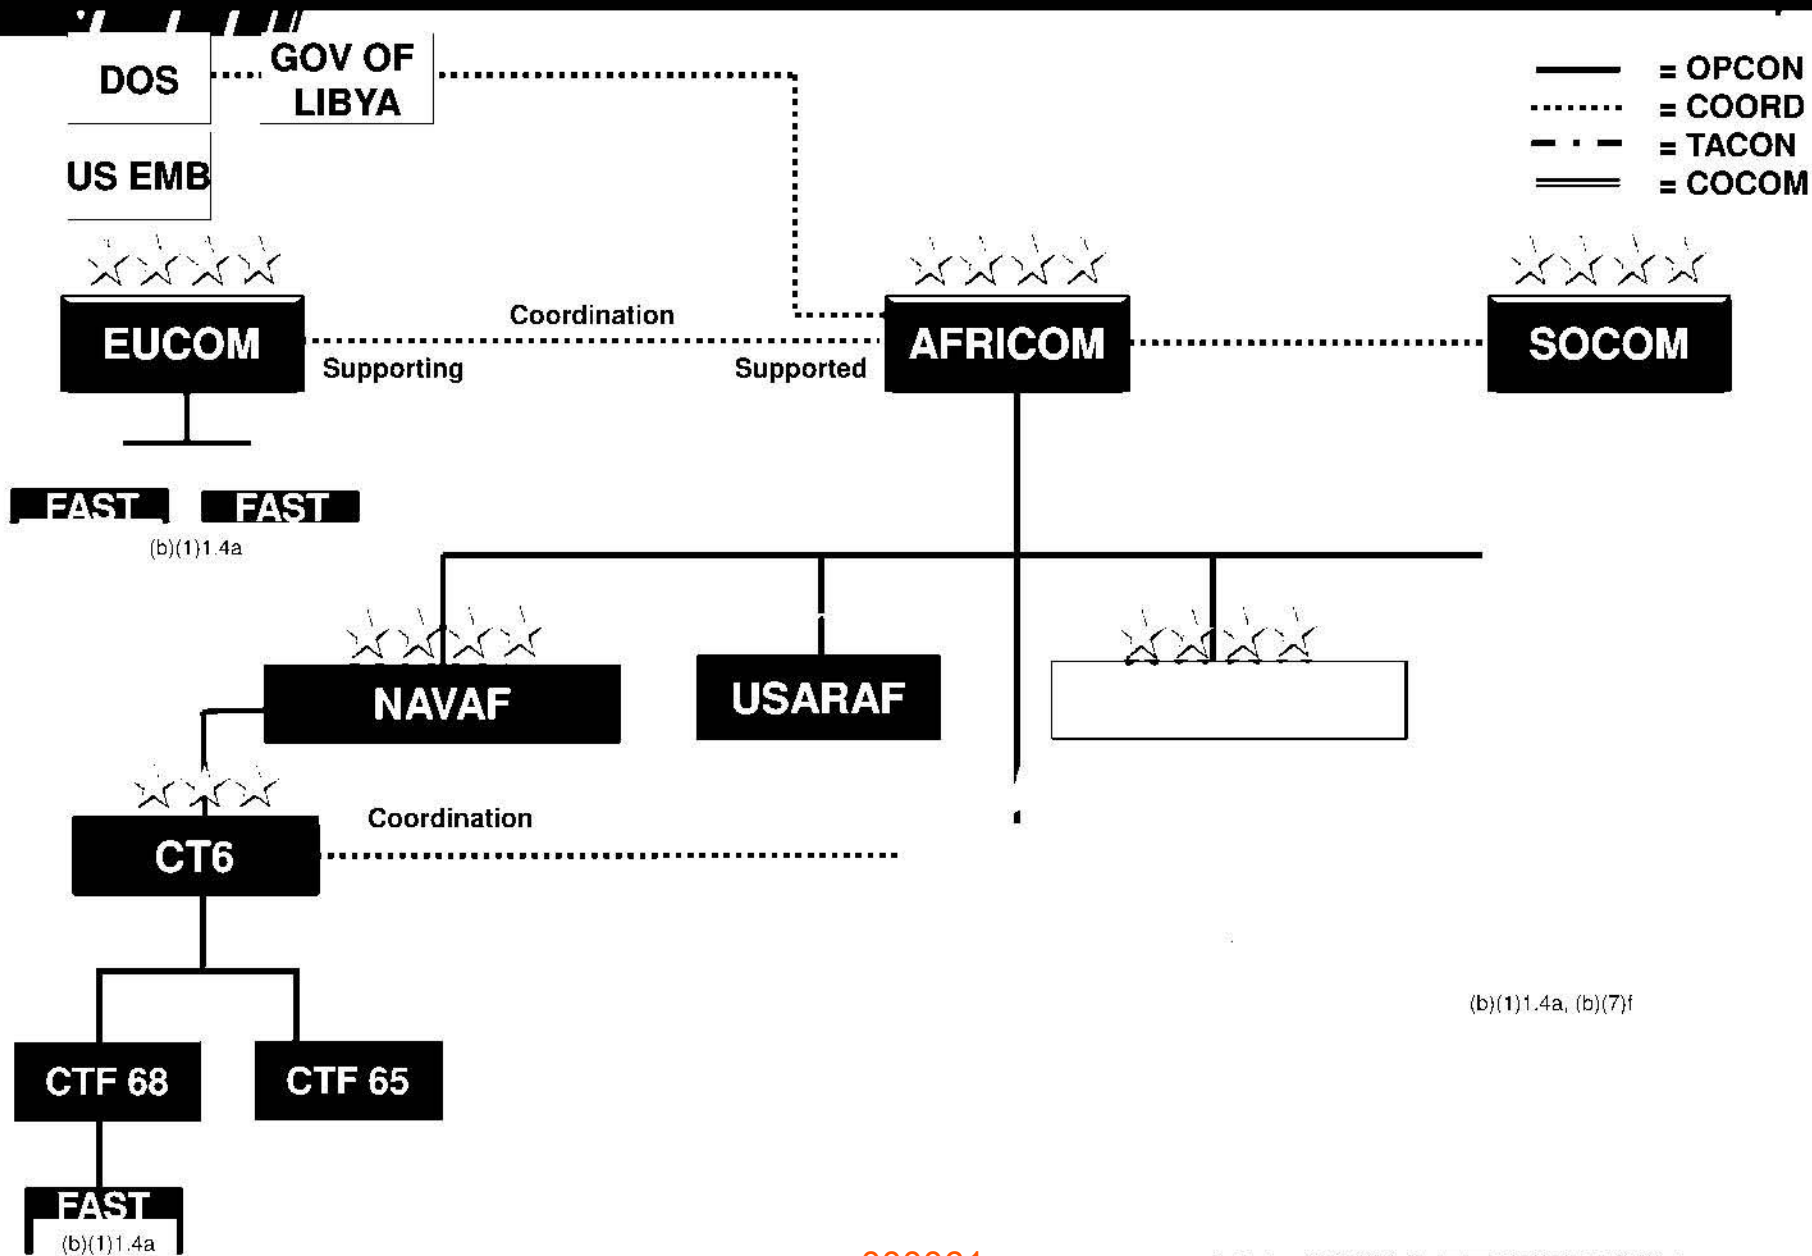 DOS
GOV OF
LIBYA
US EMB
= OPCON
= COORD
= TACON
= COCOM
EUCOM
Coordination
Supporting
Supported
AFRICOM
SOCOM
FAST
FAST
(b)(1)1.4a
NAVAF
USARAF
CT6
Coordination
(b)(1)1.4a, (b)(7)f
CTF 68
CTF 65
FAST
(b)(1)1.4a